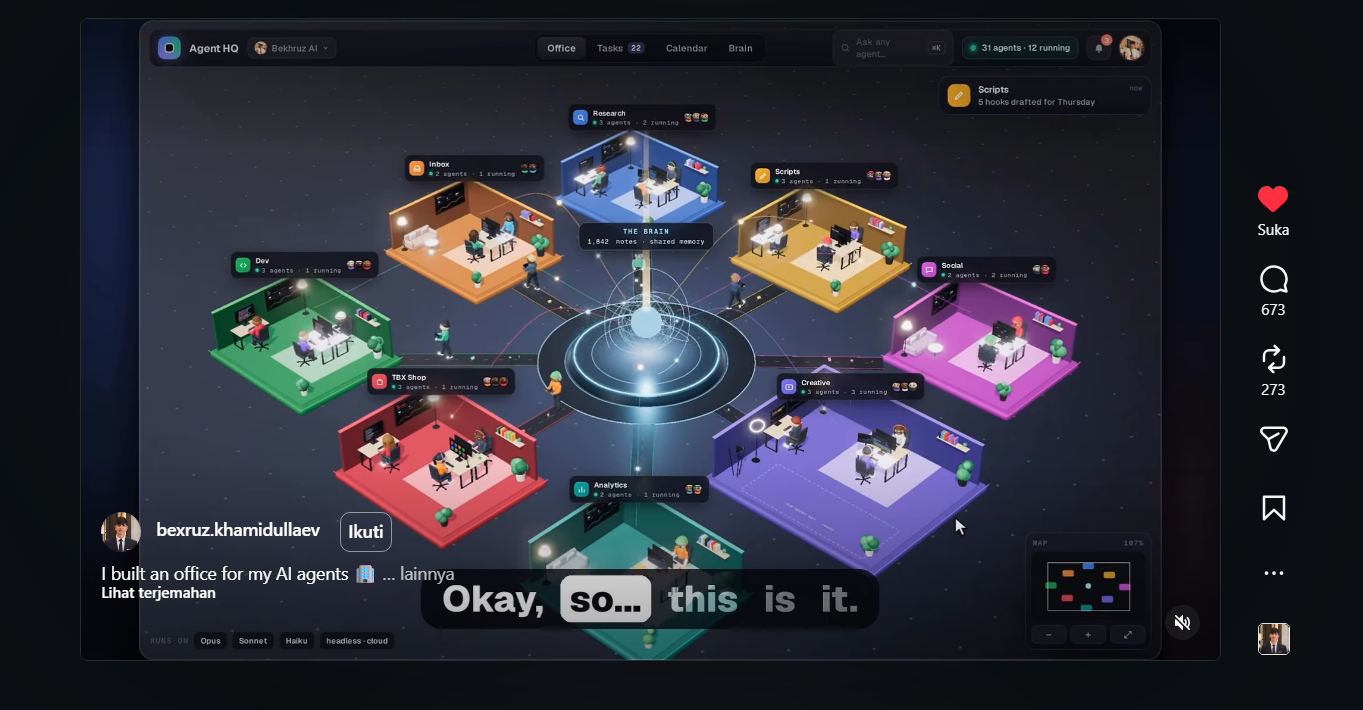 Agent HQ
Bekhruz AI
Office
Tasks 22
Calendar
Brain
Ask any agent...
⌘K
31 agents · 12 running
3
Scripts
now
5 hooks drafted for Thursday
Research
3 agents · 2 running
Inbox
2 agents · 1 running
Scripts
3 agents · 1 running
THE BRAIN
1,842 notes · shared memory
Dev
3 agents · 1 running
Social
2 agents · 2 running
TBX Shop
3 agents · 1 running
Creative
3 agents · 3 running
Analytics
2 agents · 1 running
bexruz.khamidullaev
Ikuti
I built an office for my AI agents 🏢 ... lainnya
Lihat terjemahan
Okay, so... this is it.
RUNS ON Opus Sonnet Haiku headless · cloud
MAP 107%
Suka
673
273